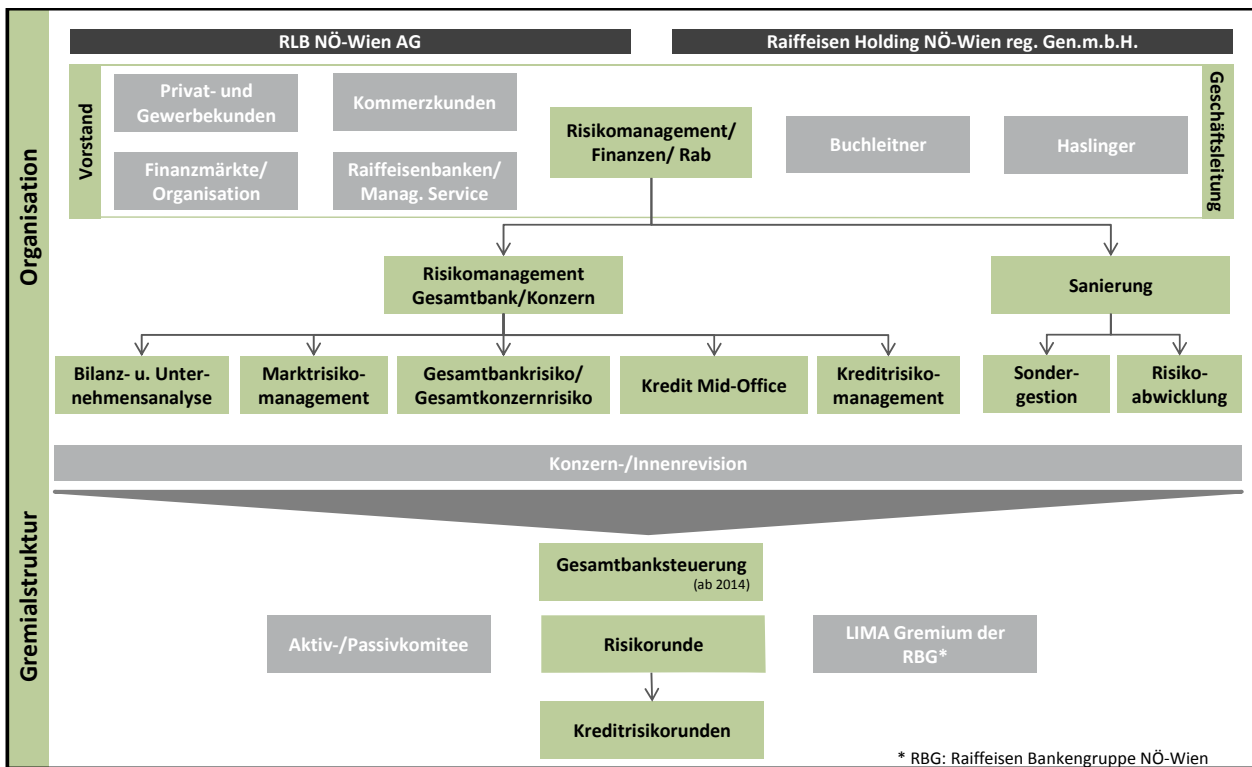 RLB NÖ-Wien AG
Raiffeisen Holding NÖ-Wien reg. Gen.m.b.H.
Organisation
Vorstand
Privat- und
Gewerbekunden
Kommerzkunden
Finanzmärkte/
Organisation
Raiffeisenbanken/
Manag. Service
Risikomanagement/
Finanzen/ Rab
Buchleitner
Haslinger
Geschäftsleitung
Risikomanagement
Gesamtbank/Konzern
Sanierung
Bilanz- u. Unter-
nehmensanalyse
Marktrisiko-
management
Gesamtbankrisiko/
Gesamtkonzernrisiko
Kredit Mid-Office
Kreditrisiko-
management
Sonder-
gestion
Risiko-
abwicklung
Konzern-/Innenrevision
Gremialstruktur
Gesamtbanksteuerung
(ab 2014)
Aktiv-/Passivkomitee
Risikorunde
LIMA Gremium der
RBG*
Kreditrisikorunden
* RBG: Raiffeisen Bankengruppe NÖ-Wien